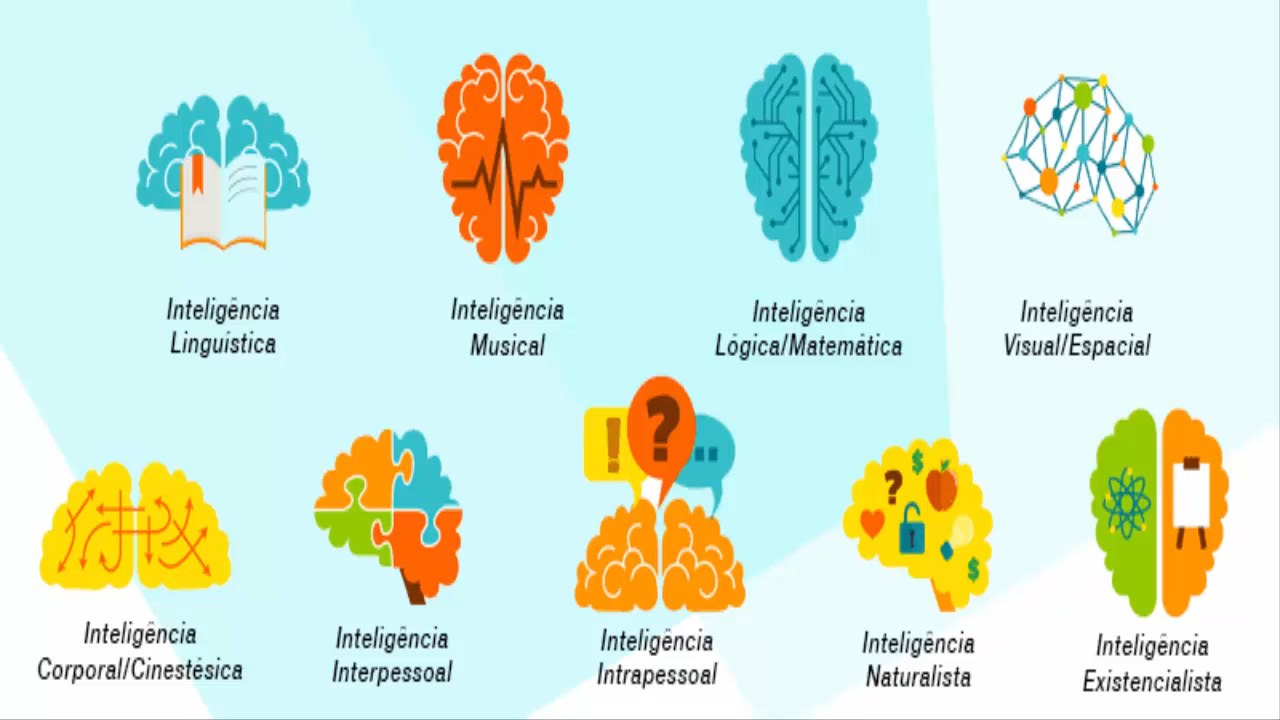 Inteligência
Linguística
Inteligência
Musical
Inteligência
Lógica/Matemática
Inteligência
Visual/Espacial
!
?
?
$
$
Inteligência
Corporal/Cinestésica
Inteligência
Interpessoal
Inteligência
Intrapessoal
Inteligência
Naturalista
Inteligência
Existencialista